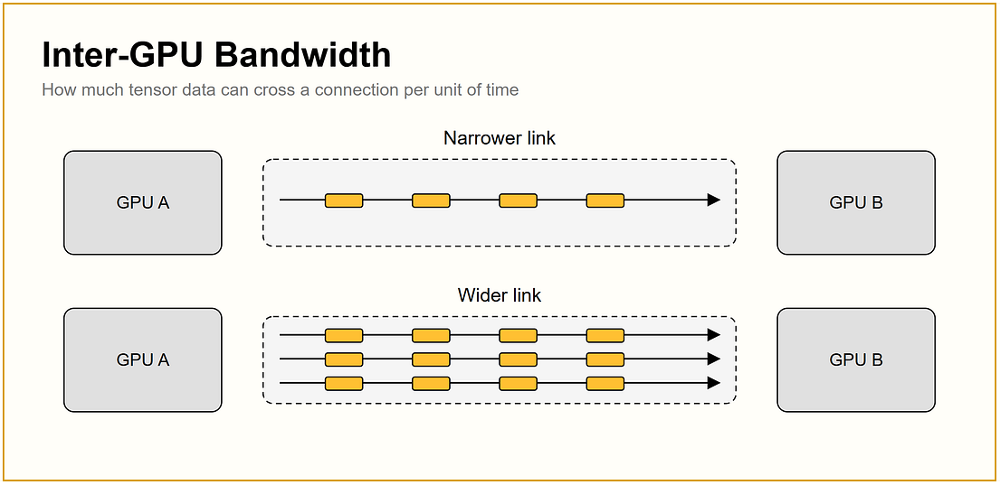 Inter-GPU Bandwidth
How much tensor data can cross a connection per unit of time
Narrower link
GPU A
GPU B
Wider link
GPU A
GPU B